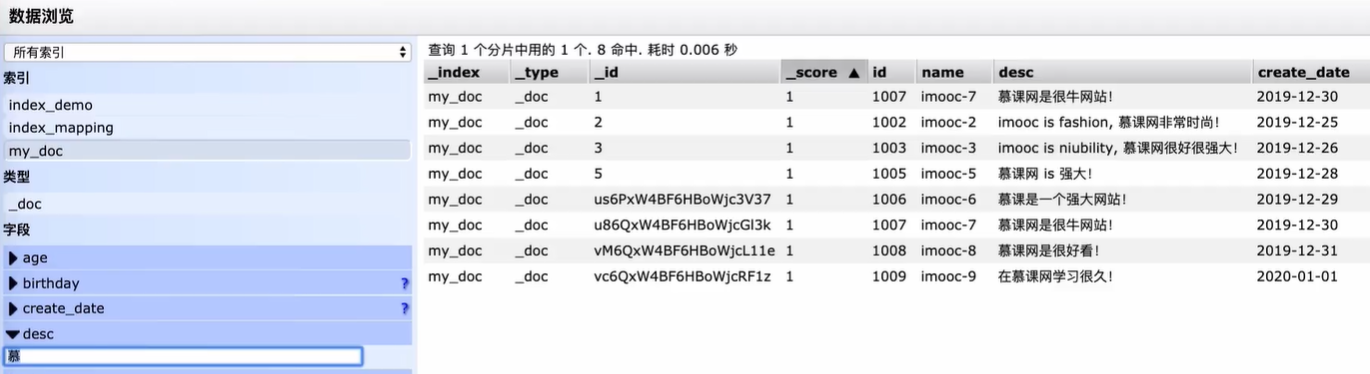 数据浏览
所有索引
索引
index_demo
index_mapping
my_doc
类型
_doc
字段
age
birthday ?
create_date ?
desc
慕
查询 1 个分片中用的 1 个. 8 命中. 耗时 0.006 秒
_index _type _id _score ▲ id name desc create_date
my_doc _doc 1 1 1007 imooc-7 慕课网是很牛网站! 2019-12-30
my_doc _doc 2 1 1002 imooc-2 imooc is fashion, 慕课网非常时尚! 2019-12-25
my_doc _doc 3 1 1003 imooc-3 imooc is niubility, 慕课网很好很强大! 2019-12-26
my_doc _doc 5 1 1005 imooc-5 慕课网 is 强大! 2019-12-28
my_doc _doc us6PxW4BF6HBoWjc3V37 1 1006 imooc-6 慕课是一个强大网站! 2019-12-29
my_doc _doc u86QxW4BF6HBoWjcGl3k 1 1007 imooc-7 慕课网是很牛网站! 2019-12-30
my_doc _doc vM6QxW4BF6HBoWjcL11e 1 1008 imooc-8 慕课网是很好看! 2019-12-31
my_doc _doc vc6QxW4BF6HBoWjcRF1z 1 1009 imooc-9 在慕课网学习很久! 2020-01-01